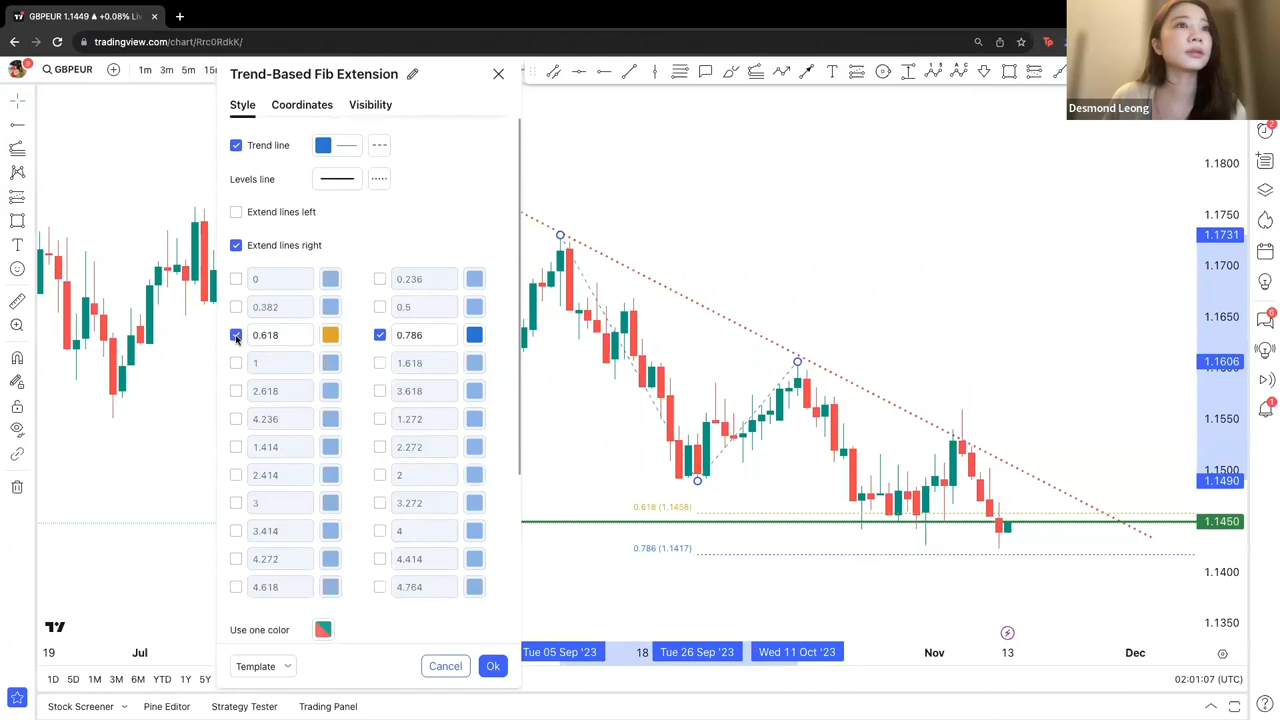 GBPEUR 1.1449 ▲ +0.08% Li
tradingview.com/chart/Rrc0RdkK/
GBPEUR
1m 3m 5m 15
Desmond Leong
Trend-Based Fib Extension
Style Coordinates Visibility
Trend line
Levels line
Extend lines left
Extend lines right
0 0.236
0.382 0.5
0.618 0.786
1 1.618
2.618 3.618
4.236 1.272
1.414 2.272
2.414 2
3 3.272
3.414 4
4.272 4.414
4.618 4.764
Use one color
Template Cancel Ok
0.618 (1.1458)
0.786 (1.1417)
1.1800
1.1750
1.1731
1.1700
1.1650
1.1606
1.1550
1.1500
1.1490
1.1450
1.1400
1.1350
2
6
1
19 Jul Tue 05 Sep '23 18 Tue 26 Sep '23 Wed 11 Oct '23 Nov 13 Dec
1D 5D 1M 3M 6M YTD 1Y 5Y
02:01:07 (UTC)
Stock Screener Pine Editor Strategy Tester Trading Panel